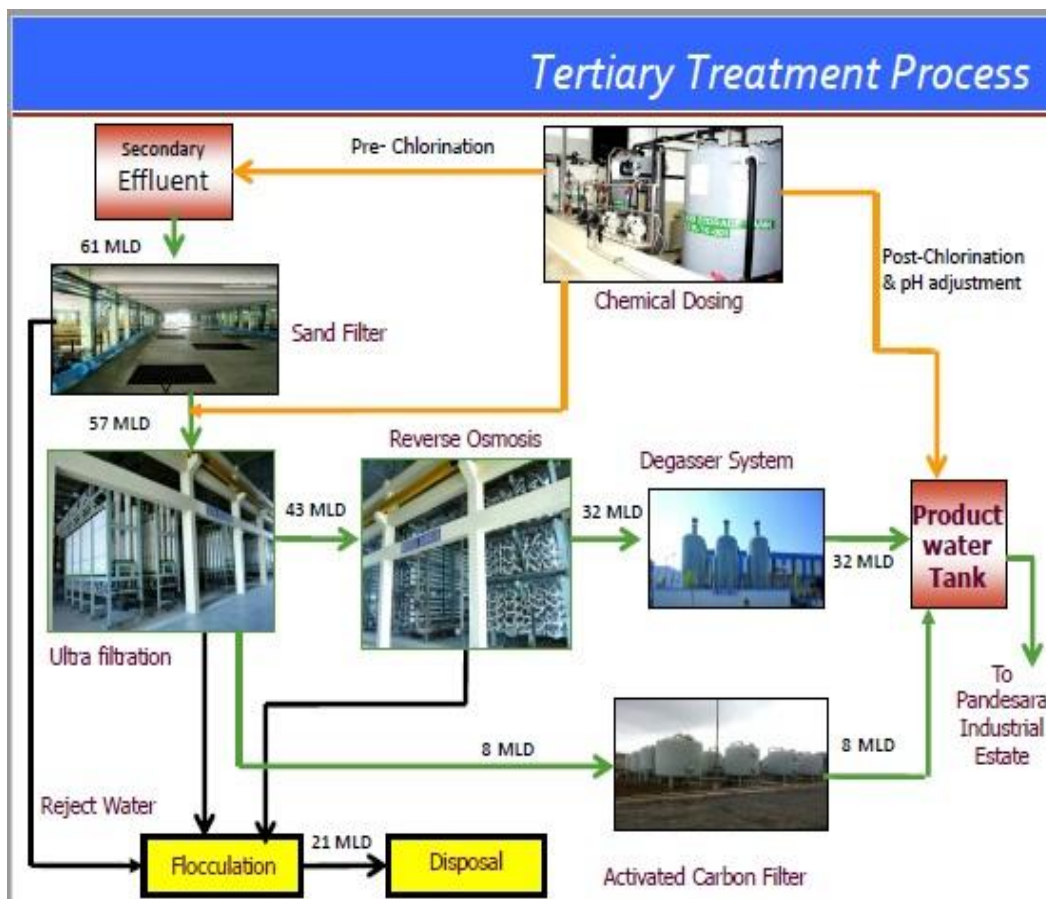 Tertiary Treatment Process
Secondary
Effluent
Pre- Chlorination
61 MLD
Post-Chlorination
& pH adjustment
Chemical Dosing
Sand Filter
57 MLD
Reverse Osmosis
Degasser System
43 MLD
32 MLD
Product
water
Tank
32 MLD
Ultra filtration
To
Pandesara
Industrial
Estate
8 MLD
8 MLD
Reject Water
Flocculation
21 MLD
Disposal
Activated Carbon Filter